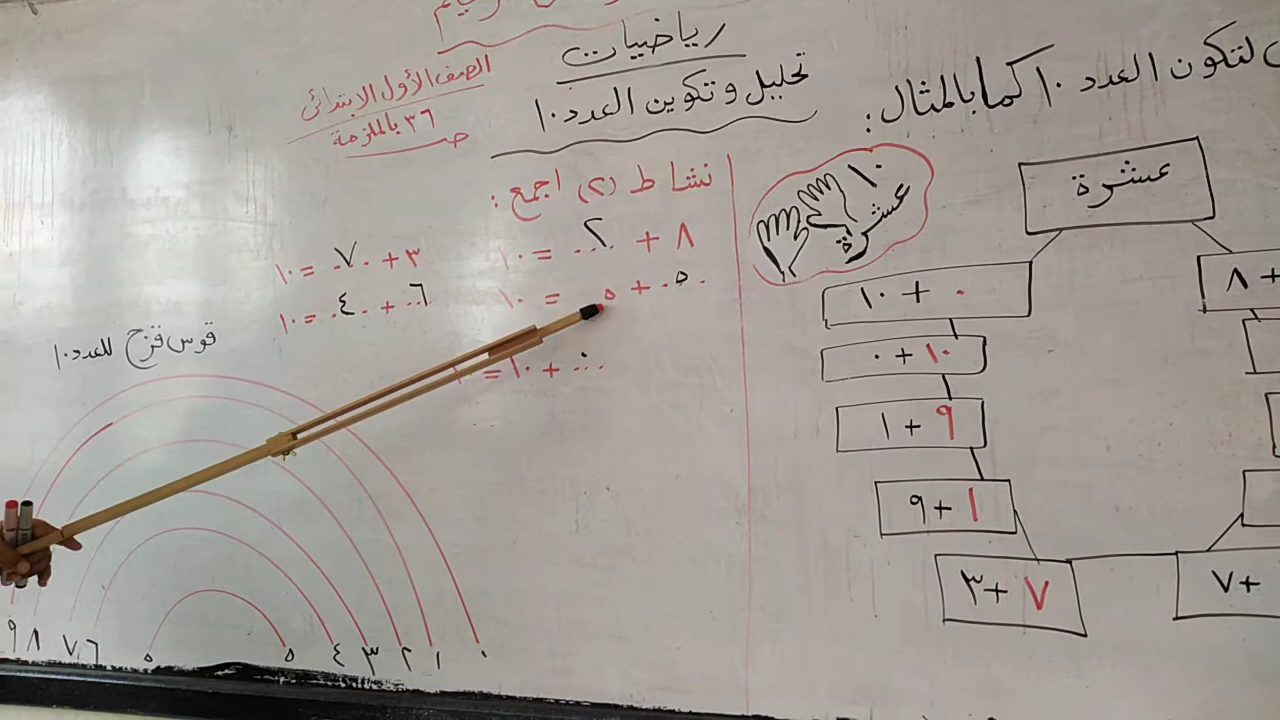 رياضيات
تحليل و تكوين العدد ١٠
الصف الأول الابتدائي
صـ ٣٦ بالملزمة
لتكون العدد ١٠ كما بالمثال :
نشاط (٢) اجمع :
٨ + ٢ = ١٠
٣ + ٧ = ١٠
٥ + ٥ = ١٠
٦ + ٤ = ١٠
٠ + ١٠ =
قوس قزح للعدد ١٠
٩ ٨ ٧ ٦ ٥ ٥ ٤ ٣ ٢ ١ ٠
١٠
عشرة
عشرة
٠ + ١٠
١٠ + ٠
٩ + ١
١ + ٩
٧ + ٣
+ ٨
+ ٧